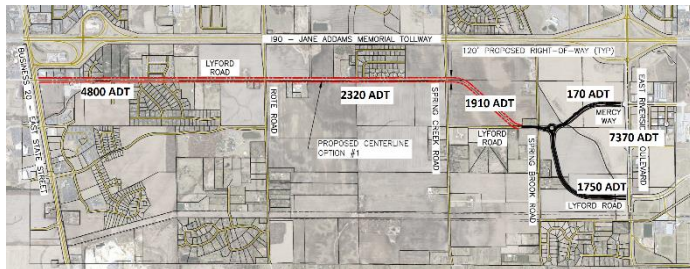 I90 - JANE ADDAMS MEMORIAL TOLLWAY
120' PROPOSED RIGHT-OF-WAY (TYP)
BUSINESS 20 - EAST STATE STREET
LYFORD
ROAD
4800 ADT
ROTE ROAD
2320 ADT
PROPOSED CENTERLINE
OPTION #1
SPRING CREEK ROAD
1910 ADT
LYFORD
ROAD
SPRING BROOK ROAD
170 ADT
MERCY
WAY
EAST
BOULEVARD
7370 ADT
1750 ADT
LYFORD ROAD